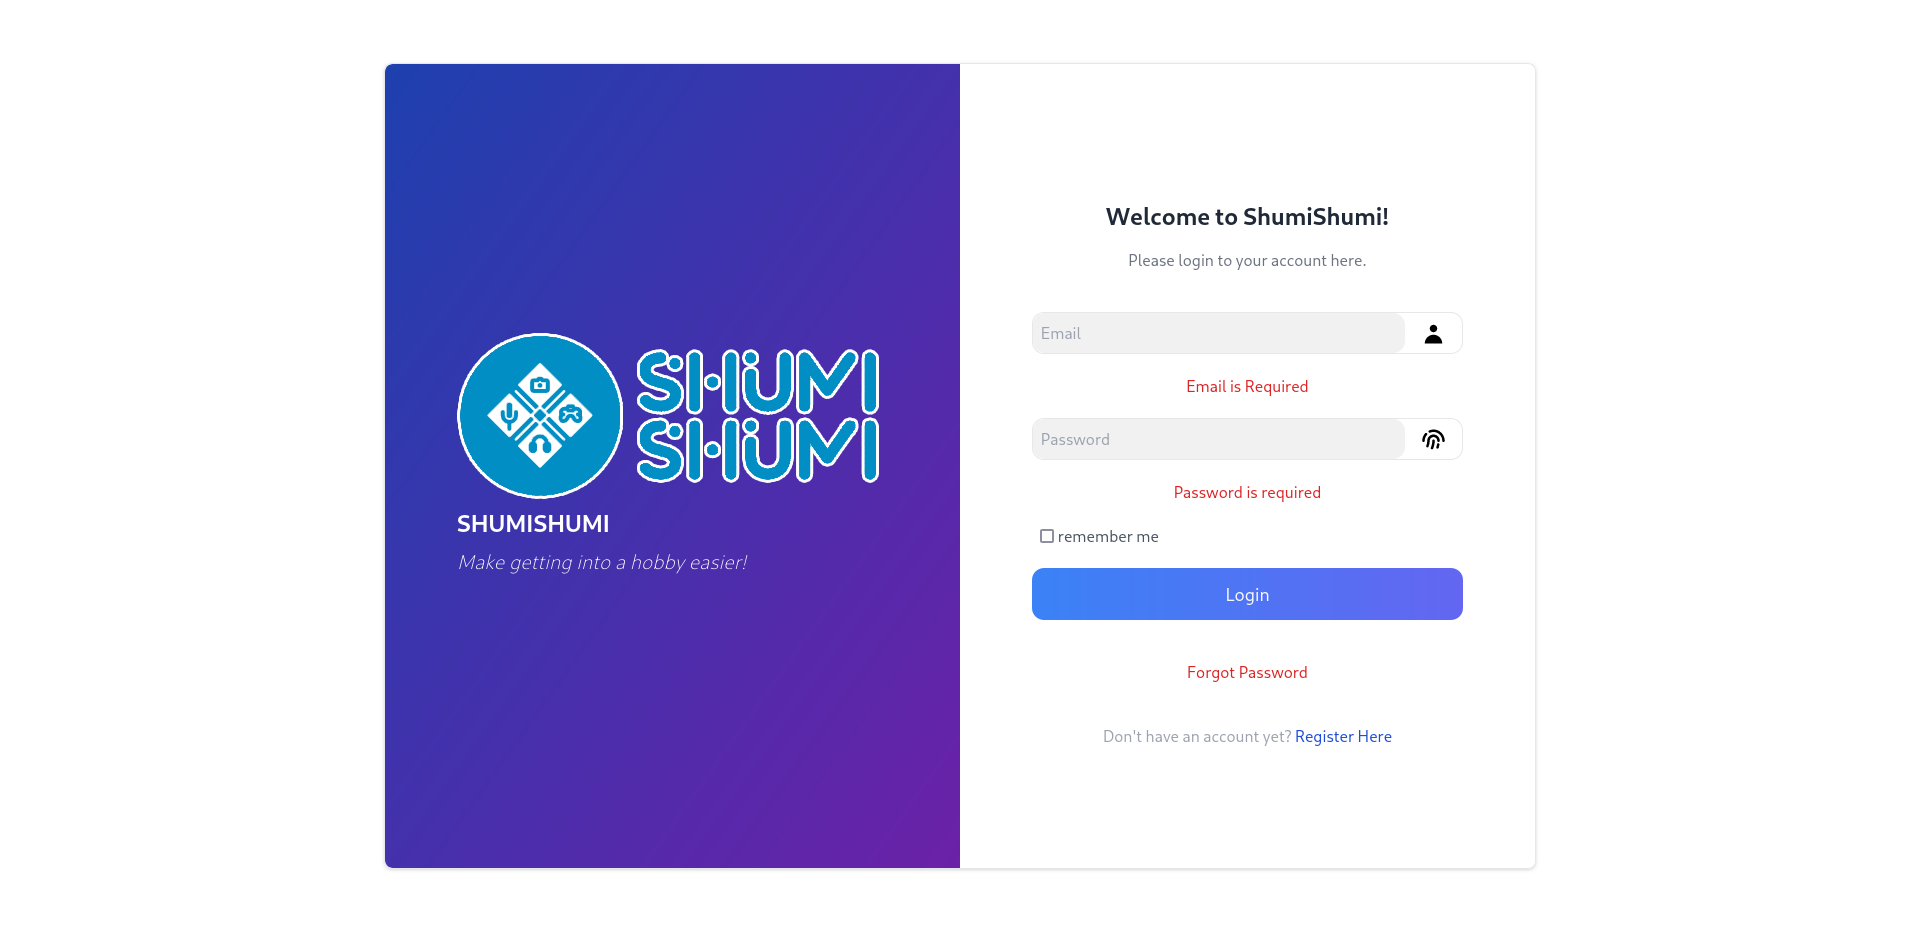 SHUMI
SHUMI
SHUMISHUMI
Make getting into a hobby easier!
Welcome to ShumiShumi!
Please login to your account here.
Email
Email is Required
Password
Password is required
remember me
Login
Forgot Password
Don't have an account yet? Register Here